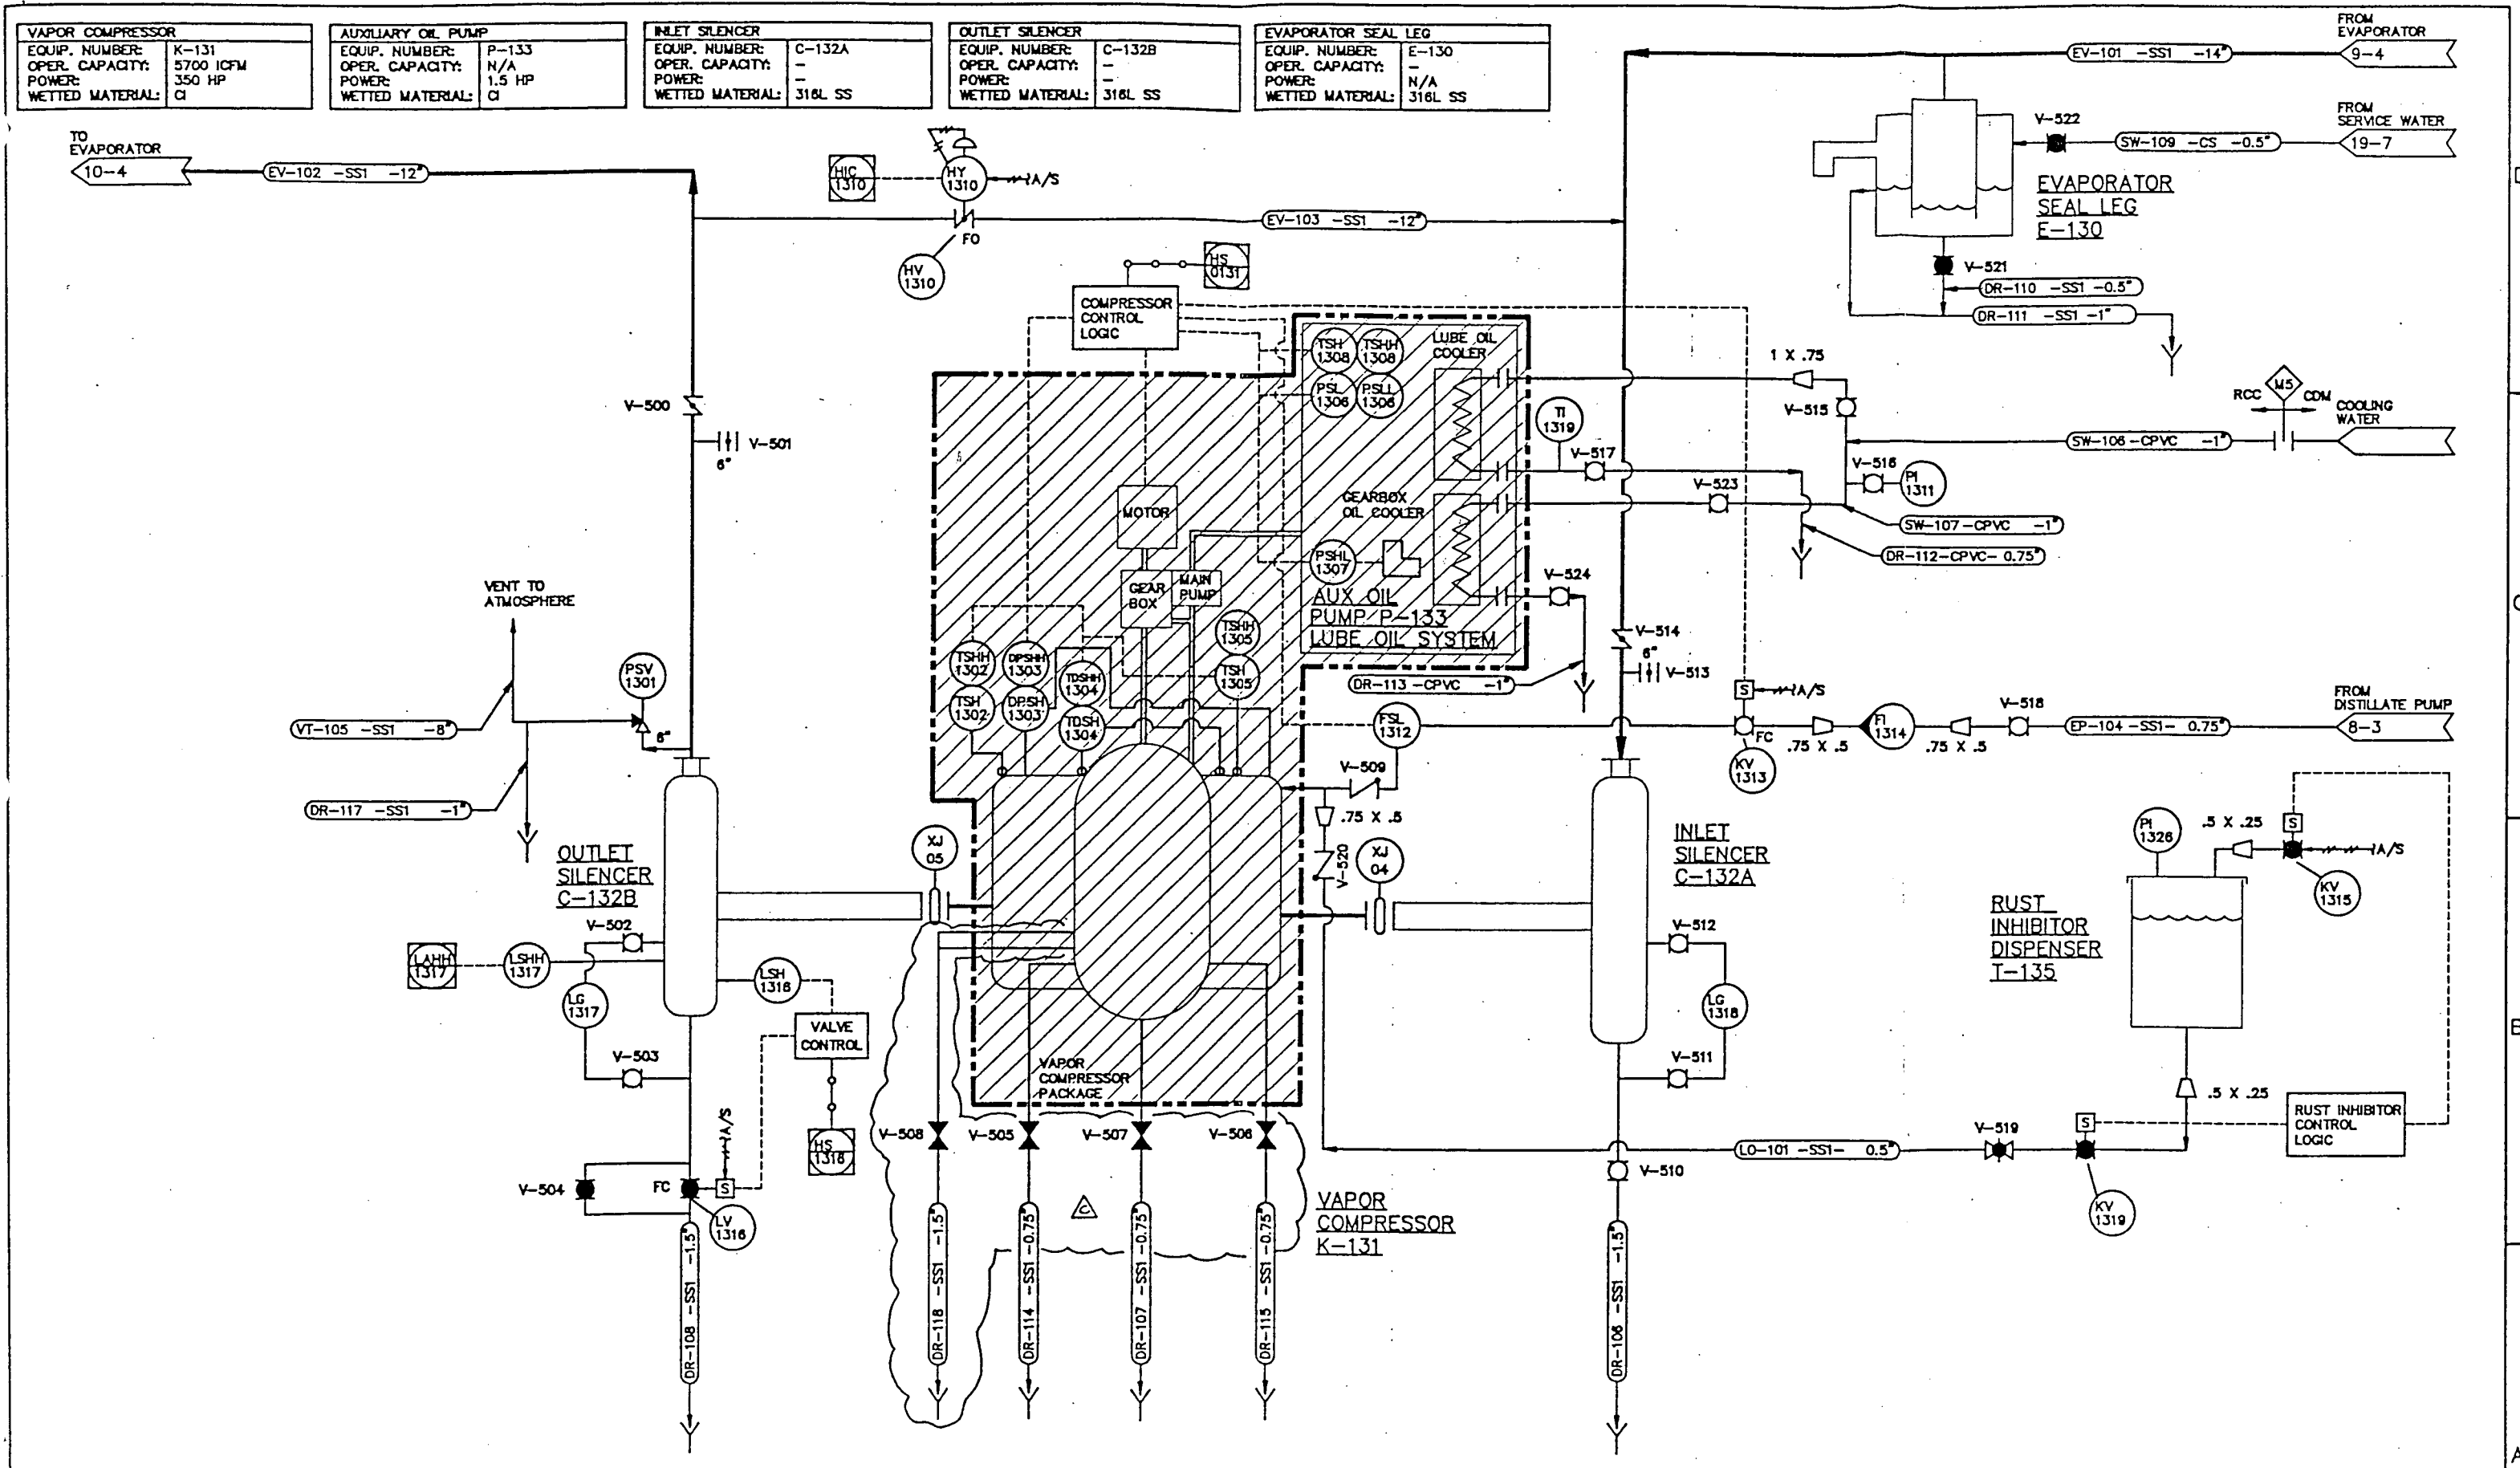 VAPOR COMPRESSOR
EQUIP. NUMBER: K-131
OPER. CAPACITY: 5700 ICFM
POWER: 350 HP
WETTED MATERIAL: CI
AUXILIARY OIL PUMP
EQUIP. NUMBER: P-133
OPER. CAPACITY: N/A
POWER: 1.5 HP
WETTED MATERIAL: CI
INLET SILENCER
EQUIP. NUMBER: C-132A
OPER. CAPACITY: -
POWER: -
WETTED MATERIAL: 316L SS
OUTLET SILENCER
EQUIP. NUMBER: C-132B
OPER. CAPACITY: -
POWER: -
WETTED MATERIAL: 316L SS
EVAPORATOR SEAL LEG
EQUIP. NUMBER: E-130
OPER. CAPACITY: -
POWER: N/A
WETTED MATERIAL: 316L SS
FROM
EVAPORATOR
9-4
EV-101 -SS1 -14"
FROM
SERVICE WATER
19-7
SW-109 -CS -0.5"
V-522
EVAPORATOR
SEAL LEG
E-130
V-521
DR-110 -SS1 -0.5"
DR-111 -SS1 -1"
TO
EVAPORATOR
10-4
EV-102 -SS1 -12"
HIC
1310
HY
1310
A/S
FO
HV
1310
EV-103 -SS1 -12"
HS
0131
COMPRESSOR
CONTROL
LOGIC
TSH
1308
TSHH
1308
PSL
1306
PSLL
1306
LUBE OIL
COOLER
1 X .75
V-515
RCC
M5
CDM
COOLING
WATER
SW-106 -CPVC -1"
V-500
V-501
6"
TI
1319
V-517
V-516
PI
1311
V-523
SW-107 -CPVC -1"
DR-112 -CPVC- 0.75"
MOTOR
GEARBOX
OIL COOLER
PSHL
1307
GEAR
BOX
MAIN
PUMP
AUX OIL
PUMP P-133
LUBE OIL SYSTEM
V-524
DR-113 -CPVC -1"
V-514
6"
V-513
VENT TO
ATMOSPHERE
PSV
1301
6"
VT-105 -SS1 -8"
DR-117 -SS1 -1"
TSHH
1302
DPSHH
1303
TDSHH
1304
TSHH
1305
TSH
1302
DPSH
1303
TDSH
1304
TSH
1305
FSL
1312
S
A/S
FC
KV
1313
.75 X .5
FI
1314
.75 X .5
V-518
EP-104 -SS1- 0.75"
FROM
DISTILLATE PUMP
8-3
V-509
.75 X .5
V-520
XJ
05
XJ
04
OUTLET
SILENCER
C-132B
INLET
SILENCER
C-132A
PI
1326
.5 X .25
S
A/S
KV
1315
RUST
INHIBITOR
DISPENSER
T-135
V-502
LAHH
1317
LSHH
1317
LG
1317
V-503
LSH
1316
VALVE
CONTROL
HS
1316
V-512
LG
1318
V-511
VAPOR
COMPRESSOR
PACKAGE
.5 X .25
RUST INHIBITOR
CONTROL
LOGIC
S
V-519
LO-101 -SS1- 0.5"
KV
1319
V-508
V-505
V-507
V-506
V-510
A/S
V-504
FC
S
LV
1316
C
VAPOR
COMPRESSOR
K-131
DR-108 -SS1 -1.5"
DR-118 -SS1 -1.5"
DR-114 -SS1 -0.75"
DR-107 -SS1 -0.75"
DR-115 -SS1 -0.75"
DR-106 -SS1 -1.5"
B
A